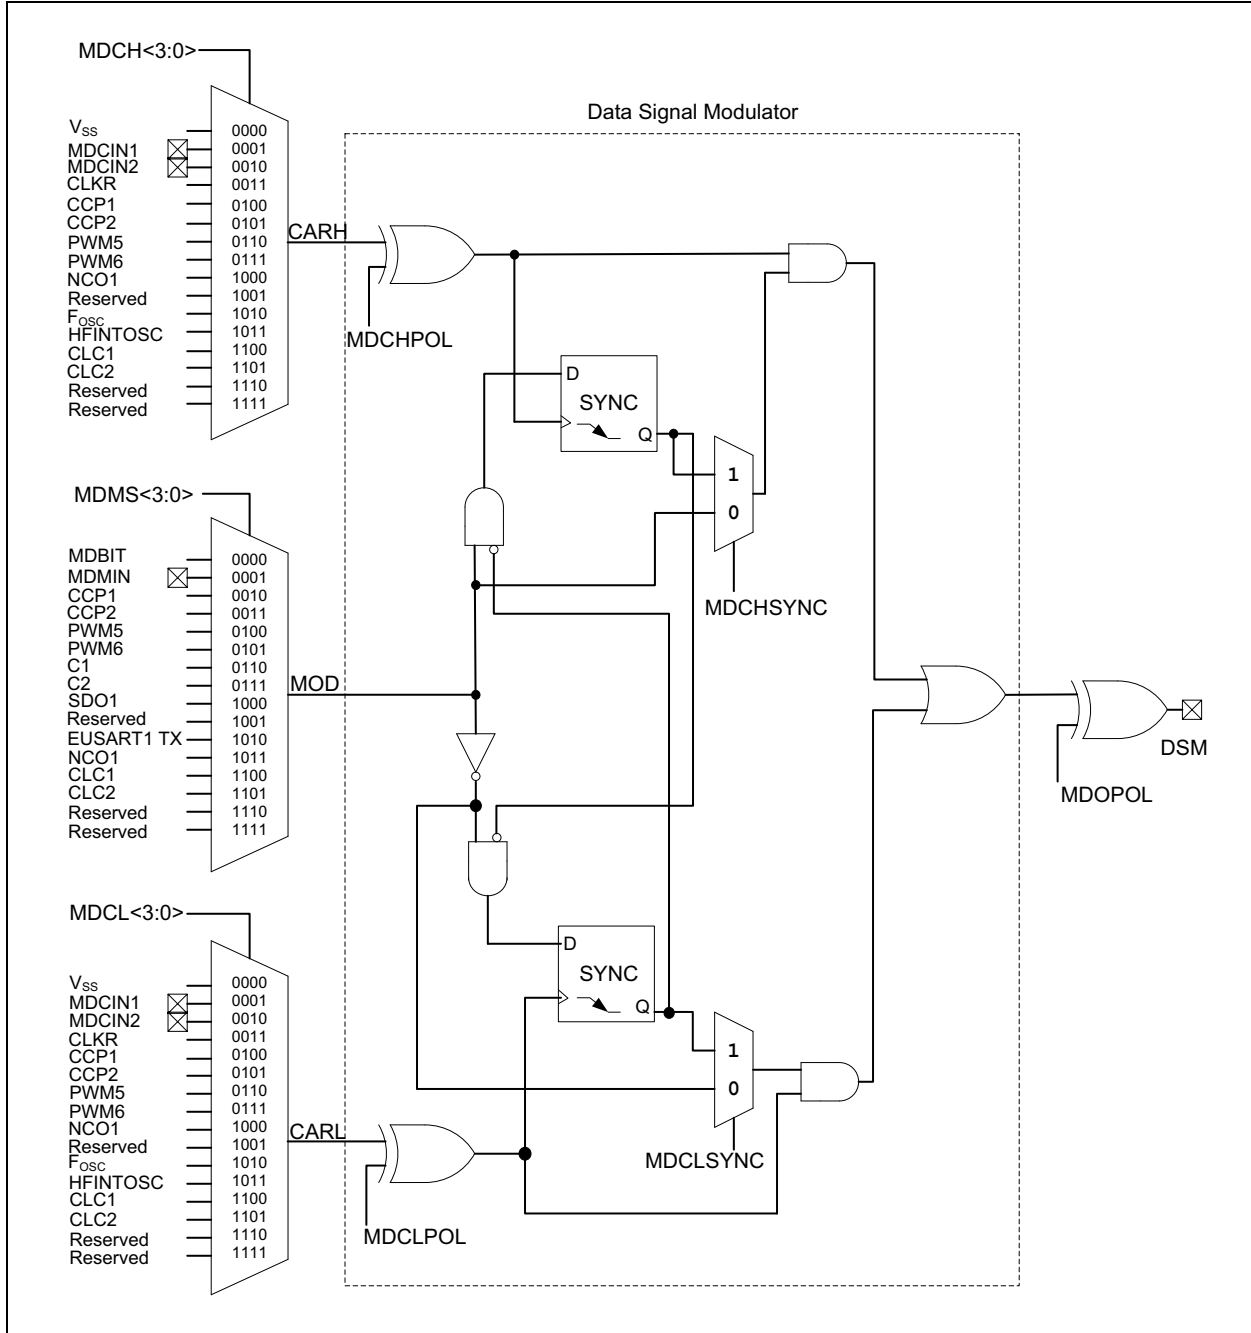 MDCH<3:0>
Data Signal Modulator
VSS 0000
MDCIN1 0001
MDCIN2 0010
CLKR 0011
CCP1 0100
CCP2 0101
PWM5 0110
PWM6 0111
NCO1 1000
Reserved 1001
FOSC 1010
HFINTOSC 1011
CLC1 1100
CLC2 1101
Reserved 1110
Reserved 1111
CARH
MDCHPOL
D
SYNC
Q
1
0
MDCHSYNC
MDMS<3:0>
MDBIT 0000
MDMIN 0001
CCP1 0010
CCP2 0011
PWM5 0100
PWM6 0101
C1 0110
C2 0111
SDO1 1000
Reserved 1001
EUSART1 TX 1010
NCO1 1011
CLC1 1100
CLC2 1101
Reserved 1110
Reserved 1111
MOD
DSM
MDOPOL
MDCL<3:0>
VSS 0000
MDCIN1 0001
MDCIN2 0010
CLKR 0011
CCP1 0100
CCP2 0101
PWM5 0110
PWM6 0111
NCO1 1000
Reserved 1001
FOSC 1010
HFINTOSC 1011
CLC1 1100
CLC2 1101
Reserved 1110
Reserved 1111
CARL
MDCLPOL
D
SYNC
Q
1
0
MDCLSYNC